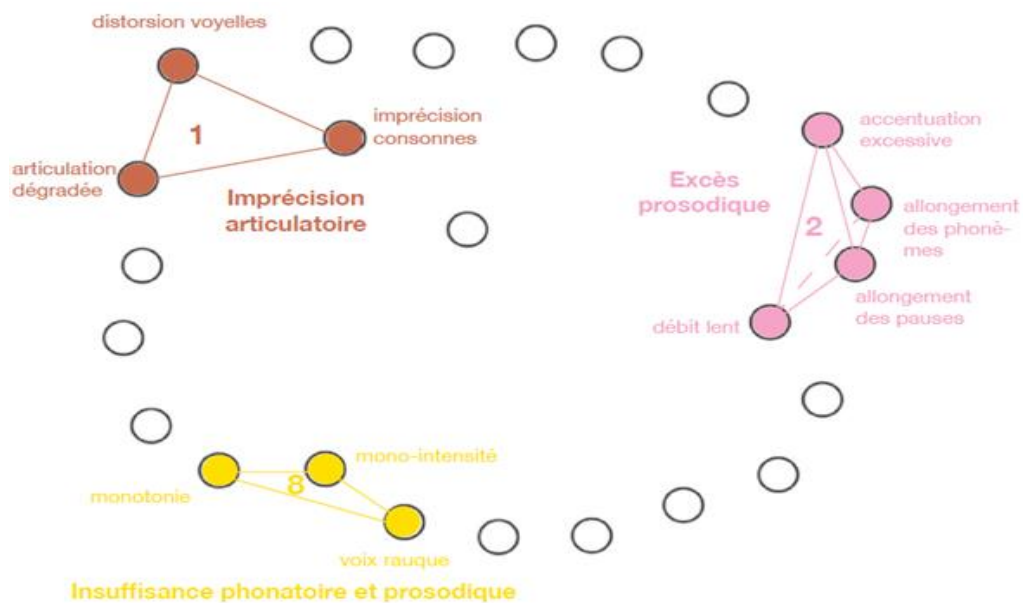 distorsion voyelles
imprécision
consonnes
1
articulation
dégradée
Imprécision
articulatoire
accentuation
excessive
Excès
prosodique
2
allongement
des phonè-
mes
allongement
des pauses
débit lent
mono-intensité
8
monotonie
voix rauque
Insuffisance phonatoire et prosodique